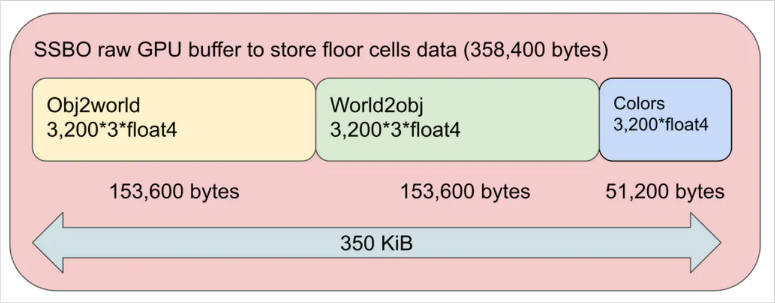 SSBO raw GPU buffer to store floor cells data (358,400 bytes)
Obj2world
3,200*3*float4
World2obj
3,200*3*float4
Colors
3,200*float4
153,600 bytes
153,600 bytes
51,200 bytes
350 KiB